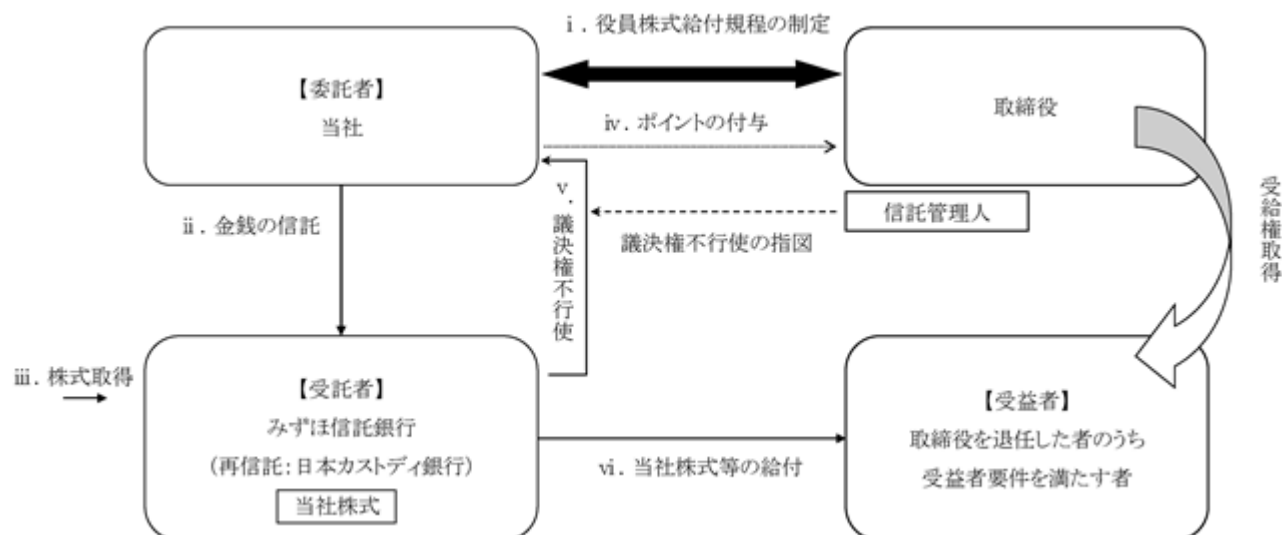 ⅰ．役員株式給付規程の制定
【委託者】
当社
取締役
ⅳ．ポイントの付与
ⅴ．議決権不行使
信託管理人
議決権不行使の指図
受給権取得
ⅱ．金銭の信託
ⅲ．株式取得
【受託者】
みずほ信託銀行
(再信託：日本カストディ銀行)
当社株式
ⅵ．当社株式等の給付
【受益者】
取締役を退任した者のうち
受益者要件を満たす者